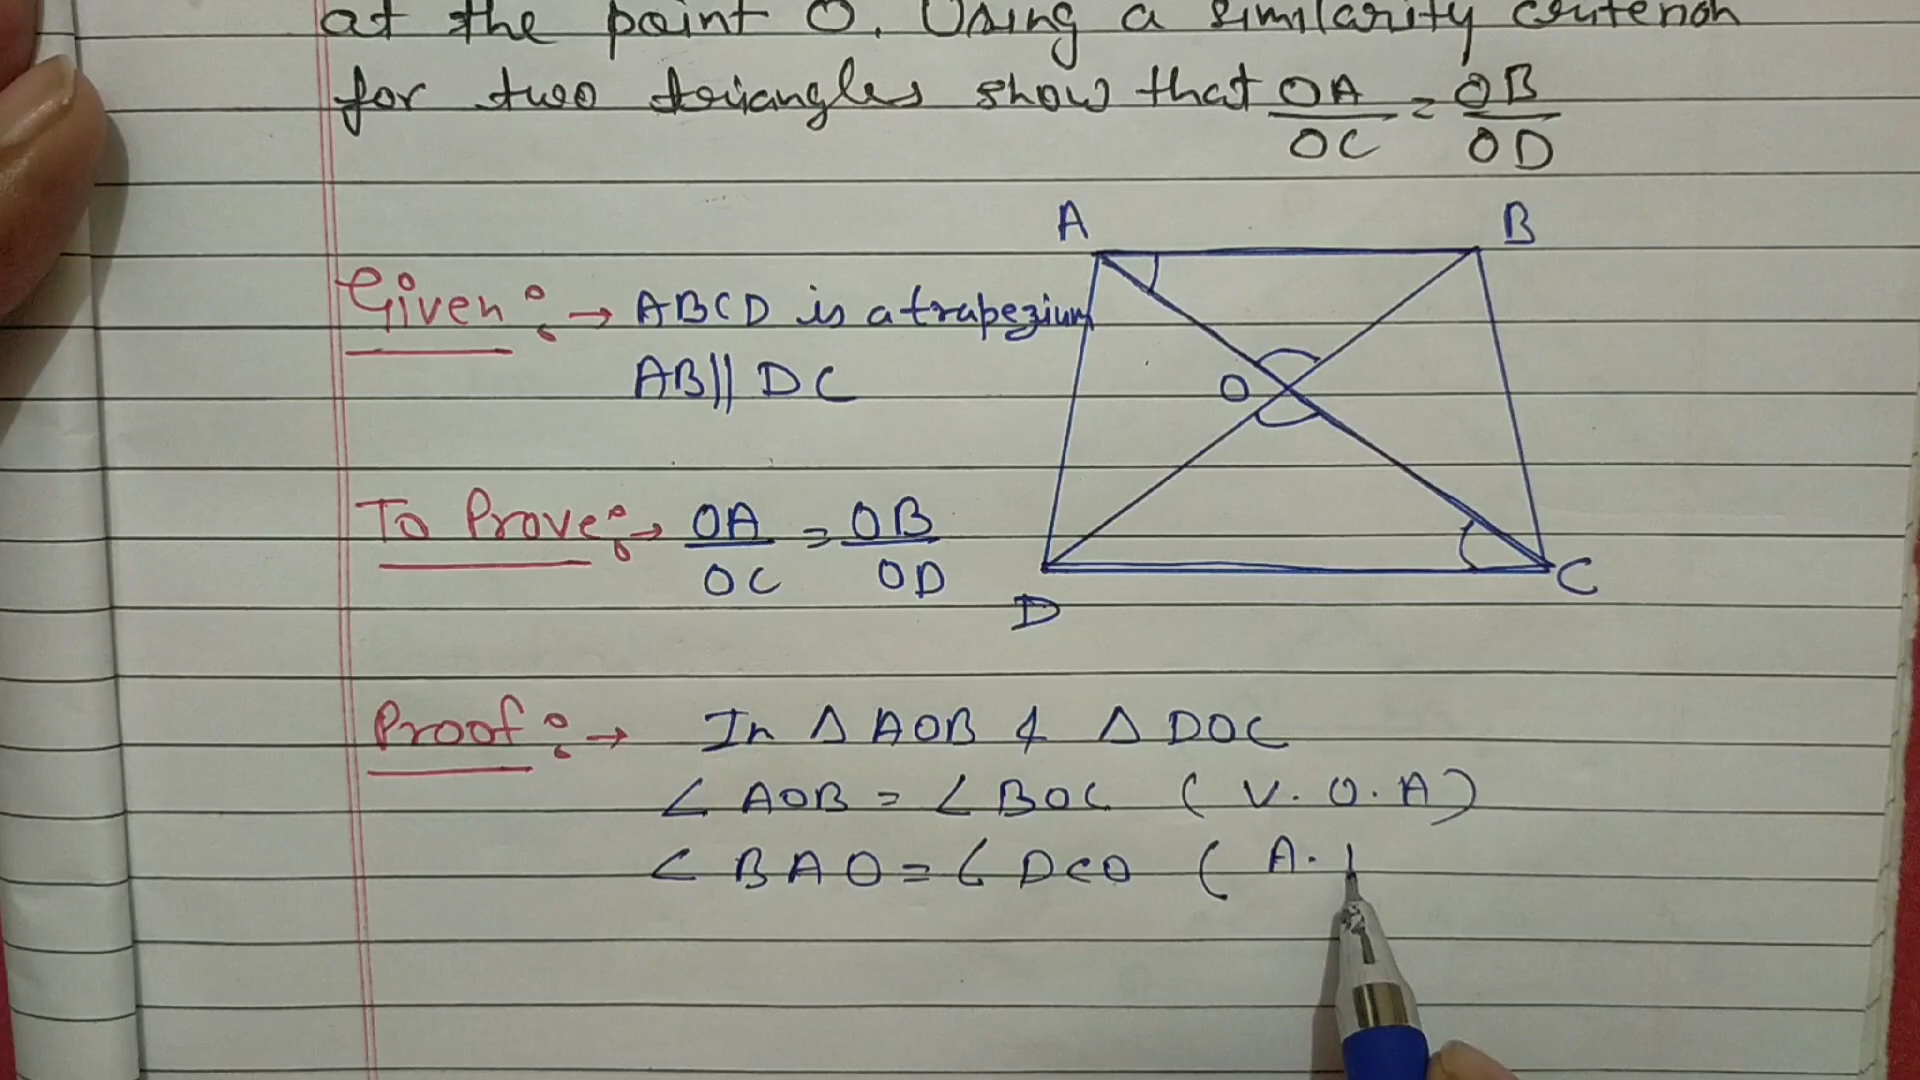 at the point O. Using a similarity criterion
for two triangles show that OA/OC = OB/OD
A B
Given :→ ABCD is a trapezium
AB || DC
O
To Prove :→ OA/OC = OB/OD
C
D
Proof :→ In △ AOB & △ DOC
∠ AOB = ∠ BOC ( V. O. A )
∠ BAO = ∠ DCO ( A. I